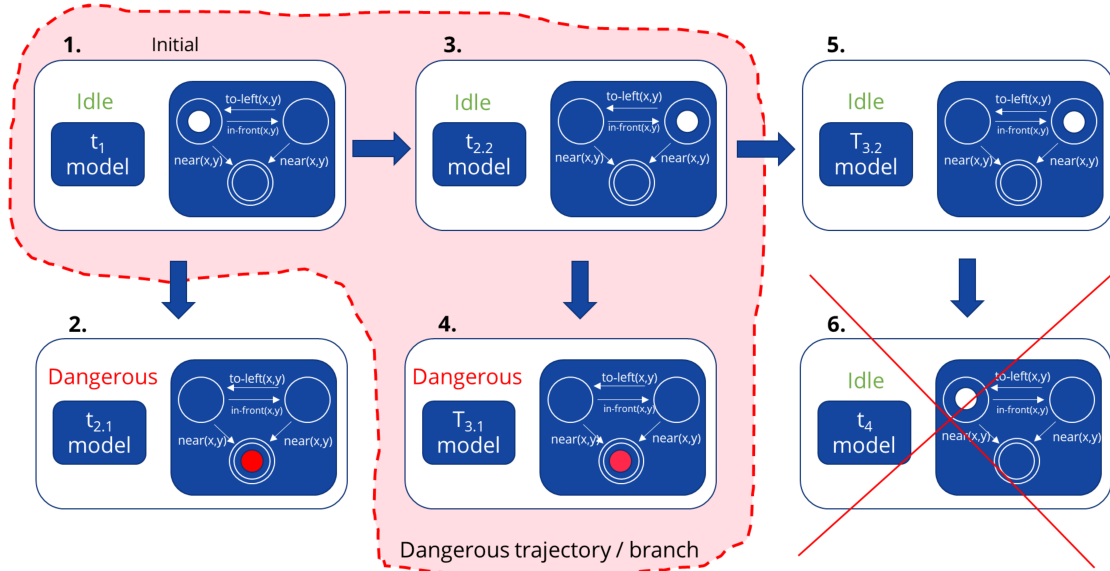 1.
Initial
Idle
t1
model
to-left(x,y)
in-front(x,y)
near(x,y)
near(x,y)
3.
Idle
t2.2
model
to-left(x,y)
in-front(x,y)
near(x,y)
near(x,y)
5.
Idle
T3.2
model
to-left(x,y)
in-front(x,y)
near(x,y)
near(x,y)
2.
Dangerous
t2.1
model
to-left(x,y)
in-front(x,y)
near(x,y)
near(x,y)
4.
Dangerous
T3.1
model
to-left(x,y)
in-front(x,y)
near(x,y)
near(x,y)
6.
Idle
t4
model
to-left(x,y)
in-front(x,y)
near(x,y)
near(x,y)
Dangerous trajectory / branch